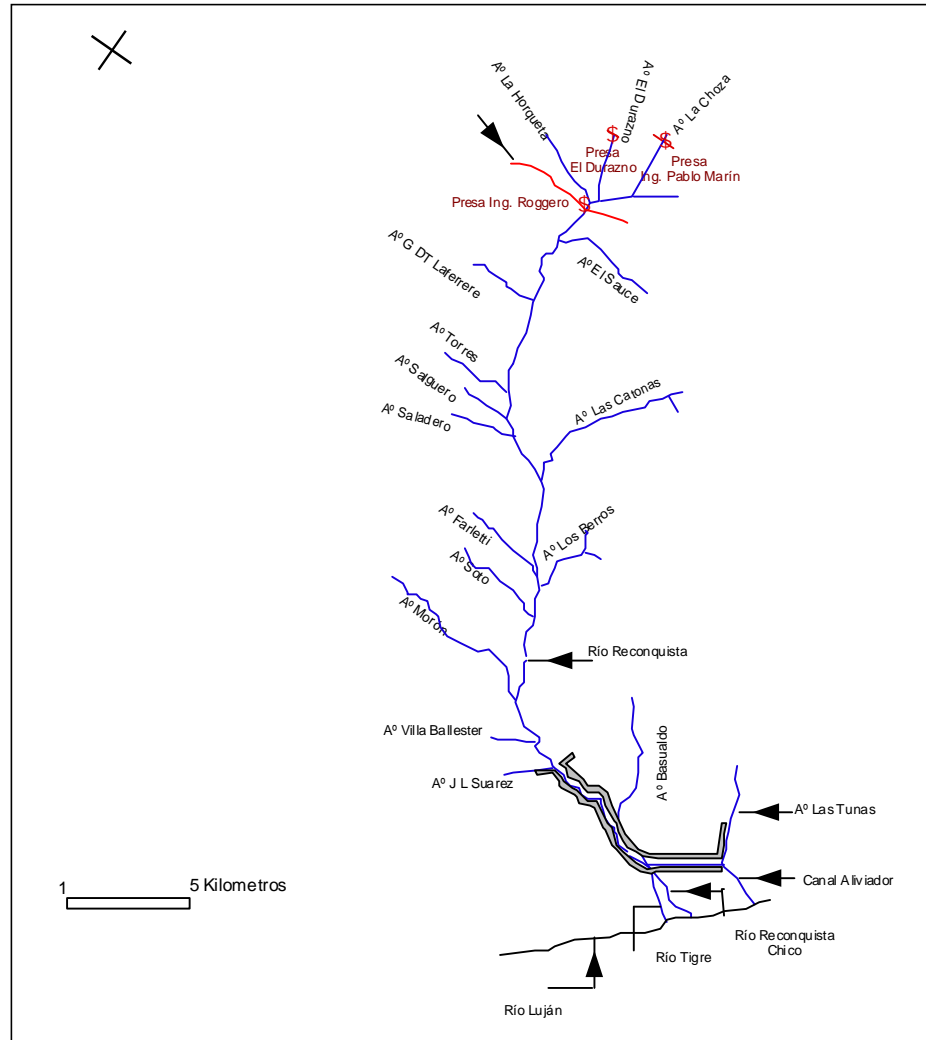 Aº La Horqueta
Aº El Durazno
Aº La Choza
Presa
El Durazno
Presa
Ing. Pablo Marín
Presa Ing. Roggero
Aº G DT Laferrere
Aº El Sauce
Aº Torres
Aº Salguero
Aº Saladero
Aº Las Catonas
Aº Farletti
Aº Los Berros
Aº Soto
Aº Morón
Río Reconquista
Aº Villa Ballester
Aº Basualdo
Aº J L Suarez
Aº Las Tunas
1
5 Kilometros
Canal Aliviador
Río Reconquista
Chico
Río Tigre
Río Luján